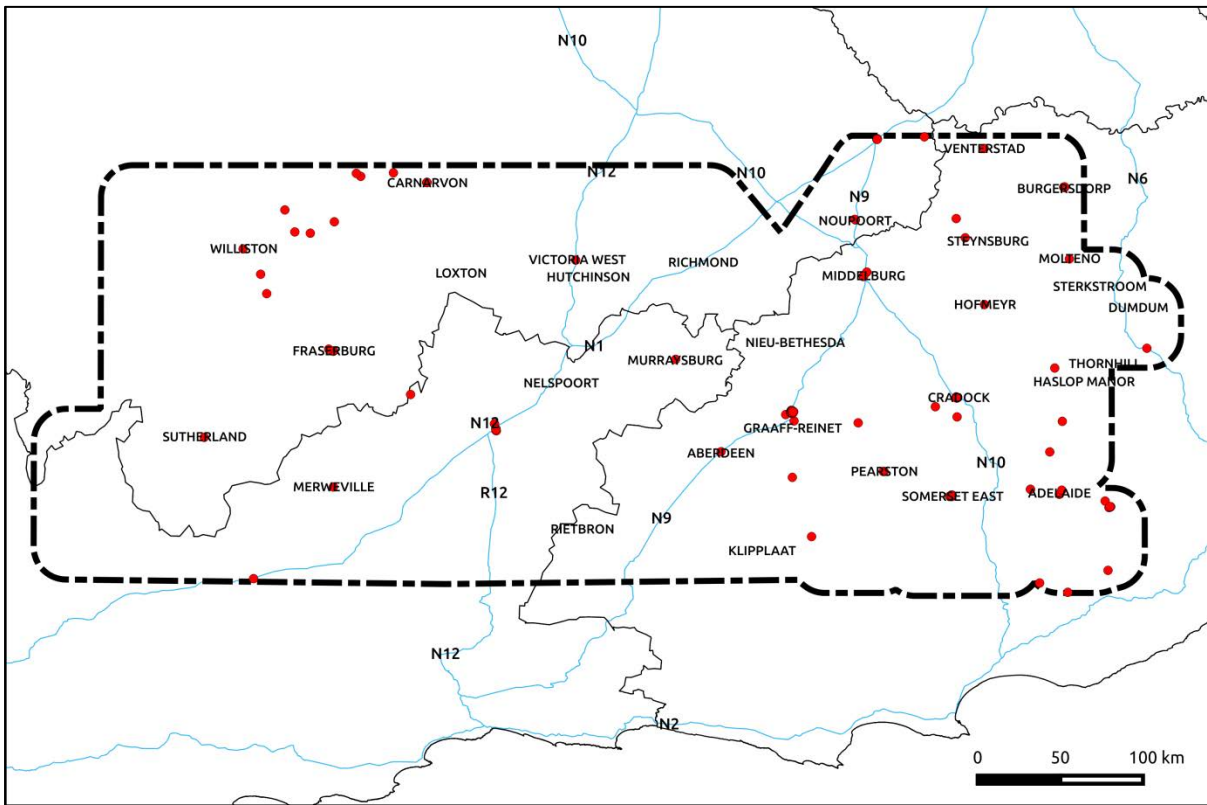 N10
VENTERSTAD
N12
N10
N6
CARNARVON
BURGERSDORP
N9
NOUPOORT
STEYNSBURG
WILLISTON
VICTORIA WEST
RICHMOND
MOLTENO
LOXTON
HUTCHINSON
MIDDELBURG
STERKSTROOM
HOFMEYR
DUMDUM
FRASERBURG
N1
MURRAYSBURG
NIEU-BETHESDA
THORNHILL
NELSPOORT
HASLOP MANOR
CRADOCK
SUTHERLAND
N12
GRAAFF-REINET
ABERDEEN
N10
PEARSTON
MERWEVILLE
R12
SOMERSET EAST
ADELAIDE
N9
RIETBRON
KLIPPLAAT
N12
N2
0 50 100 km